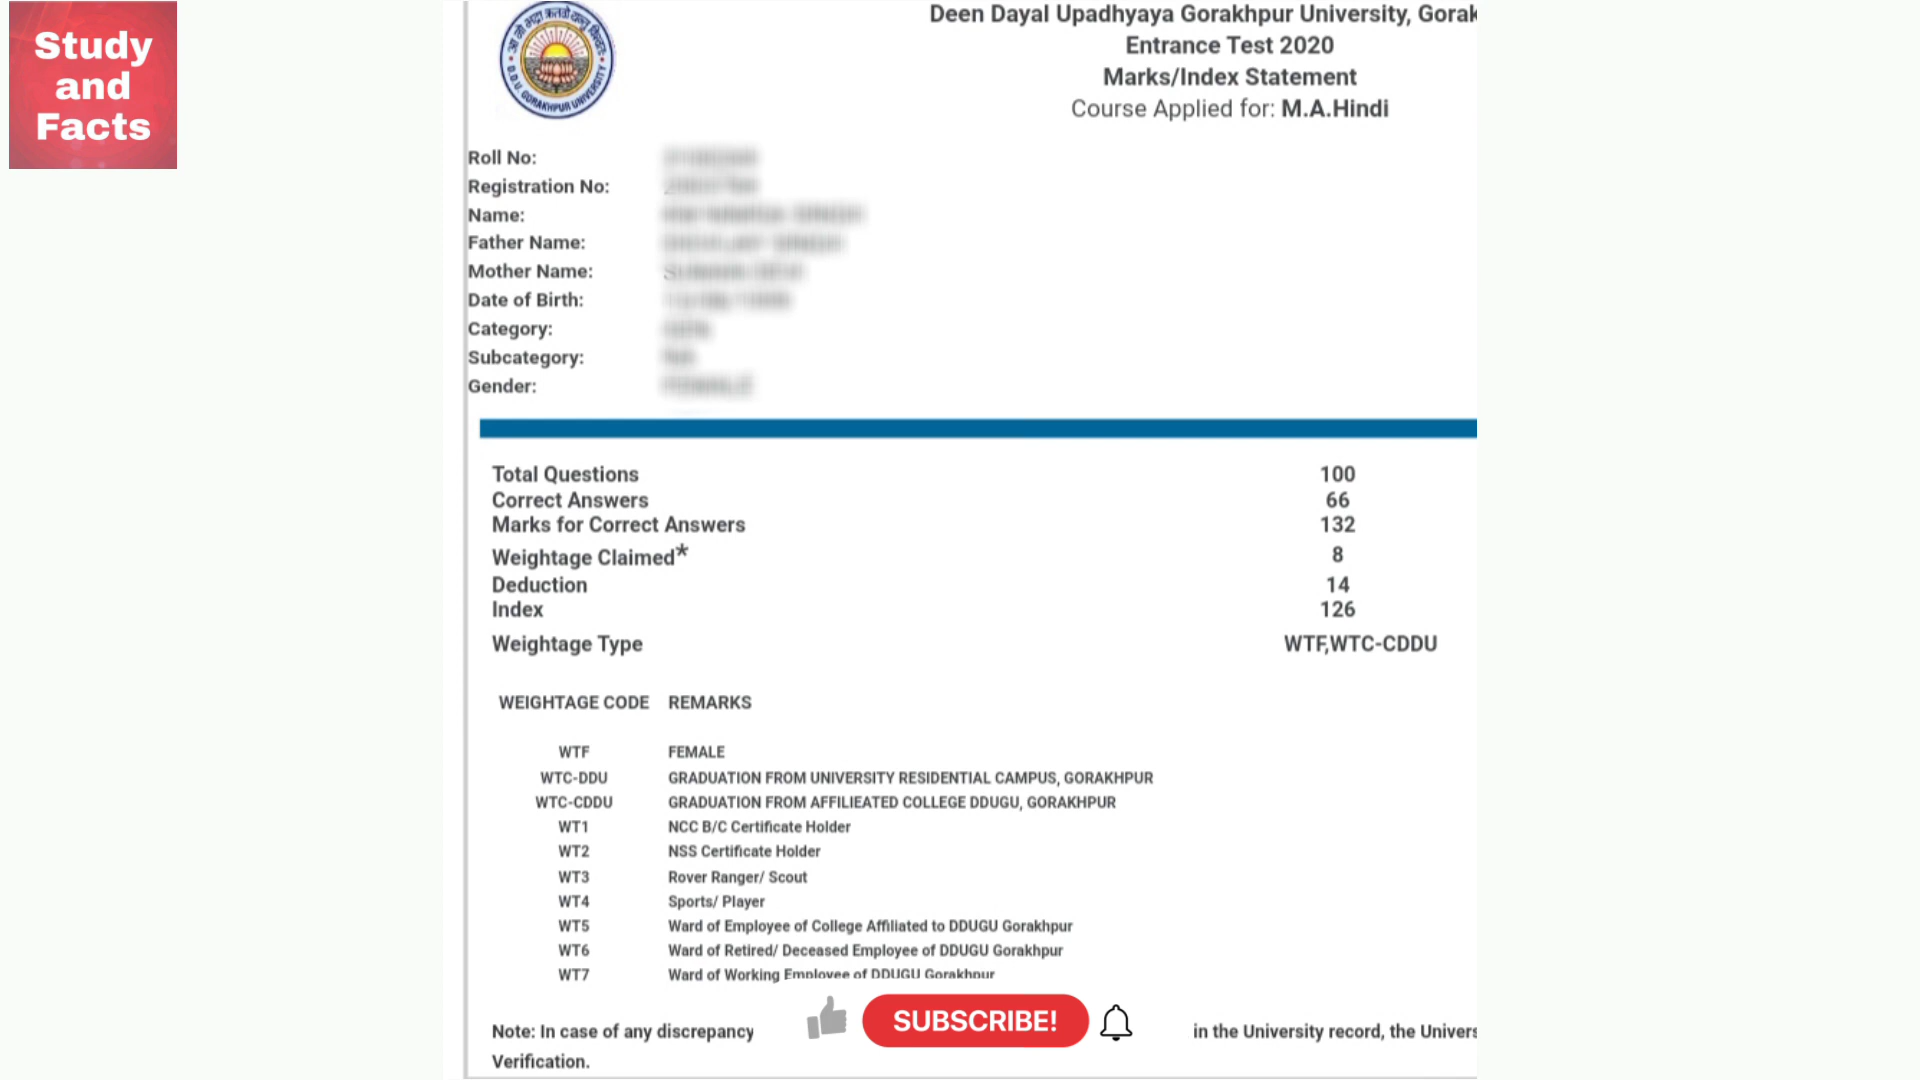 Study
and
Facts
D.D.U. GORAKHPUR UNIVERSITY
Deen Dayal Upadhyaya Gorakhpur University, Gorak
Entrance Test 2020
Marks/Index Statement
Course Applied for: M.A.Hindi
Roll No:
Registration No:
Name:
Father Name:
Mother Name:
Date of Birth:
Category:
Subcategory:
Gender:
Total Questions 100
Correct Answers 66
Marks for Correct Answers 132
Weightage Claimed* 8
Deduction 14
Index 126
Weightage Type WTF,WTC-CDDU
WEIGHTAGE CODE REMARKS
WTF FEMALE
WTC-DDU GRADUATION FROM UNIVERSITY RESIDENTIAL CAMPUS, GORAKHPUR
WTC-CDDU GRADUATION FROM AFFILIEATED COLLEGE DDUGU, GORAKHPUR
WT1 NCC B/C Certificate Holder
WT2 NSS Certificate Holder
WT3 Rover Ranger/ Scout
WT4 Sports/ Player
WT5 Ward of Employee of College Affiliated to DDUGU Gorakhpur
WT6 Ward of Retired/ Deceased Employee of DDUGU Gorakhpur
WT7 Ward of Working Employee of DDUGU Gorakhpur
Note: In case of any discrepancy in the University record, the Univers
SUBSCRIBE!
Verification.